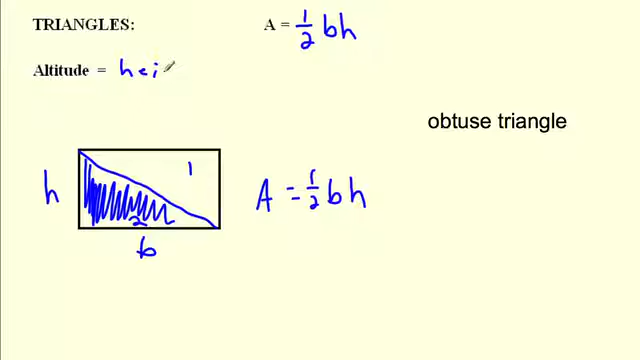 TRIANGLES: A = 1/2 bh
Altitude = hei
obtuse triangle
1
h
A = 1/2 bh
2
b